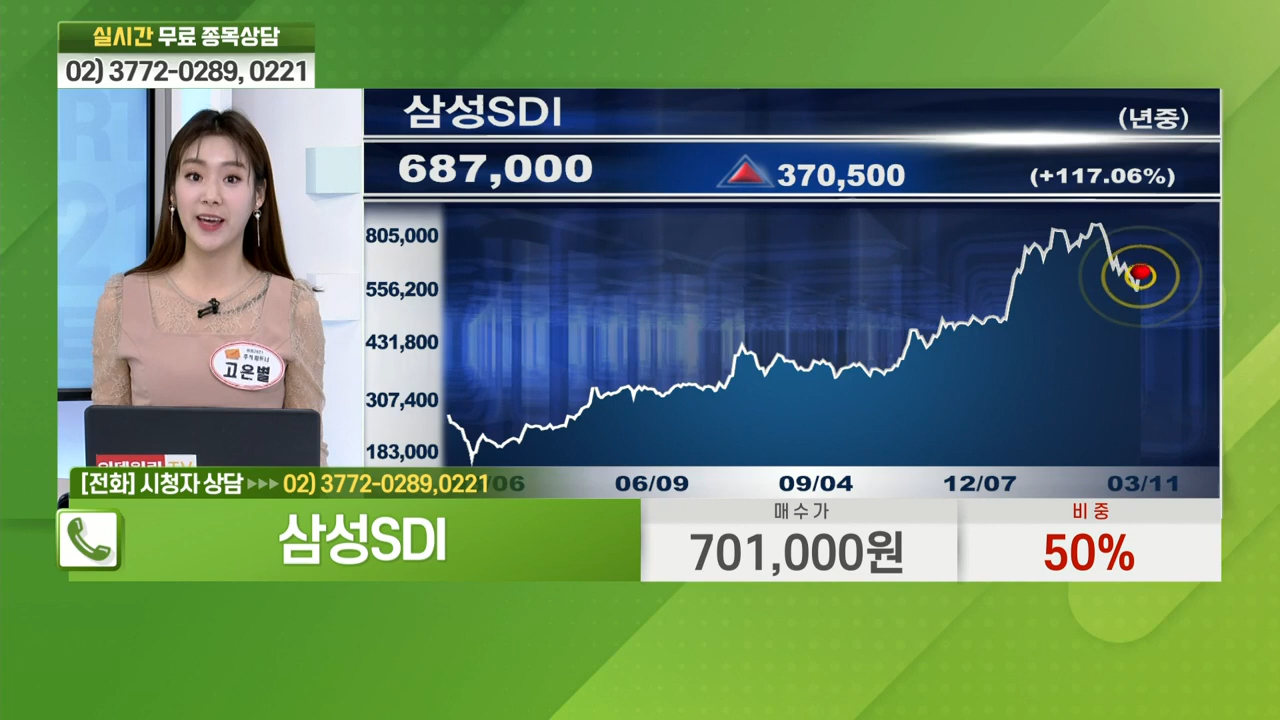 실시간 무료 종목상담
02) 3772-0289, 0221
삼성SDI
(년중)
687,000
370,500
(+117.06%)
805,000
556,200
431,800
307,400
183,000
/06
06/09
09/04
12/07
03/11
고은별
[전화] 시청자 상담 ▷▷▷ 02) 3772-0289,0221
삼성SDI
매수가
701,000원
비중
50%